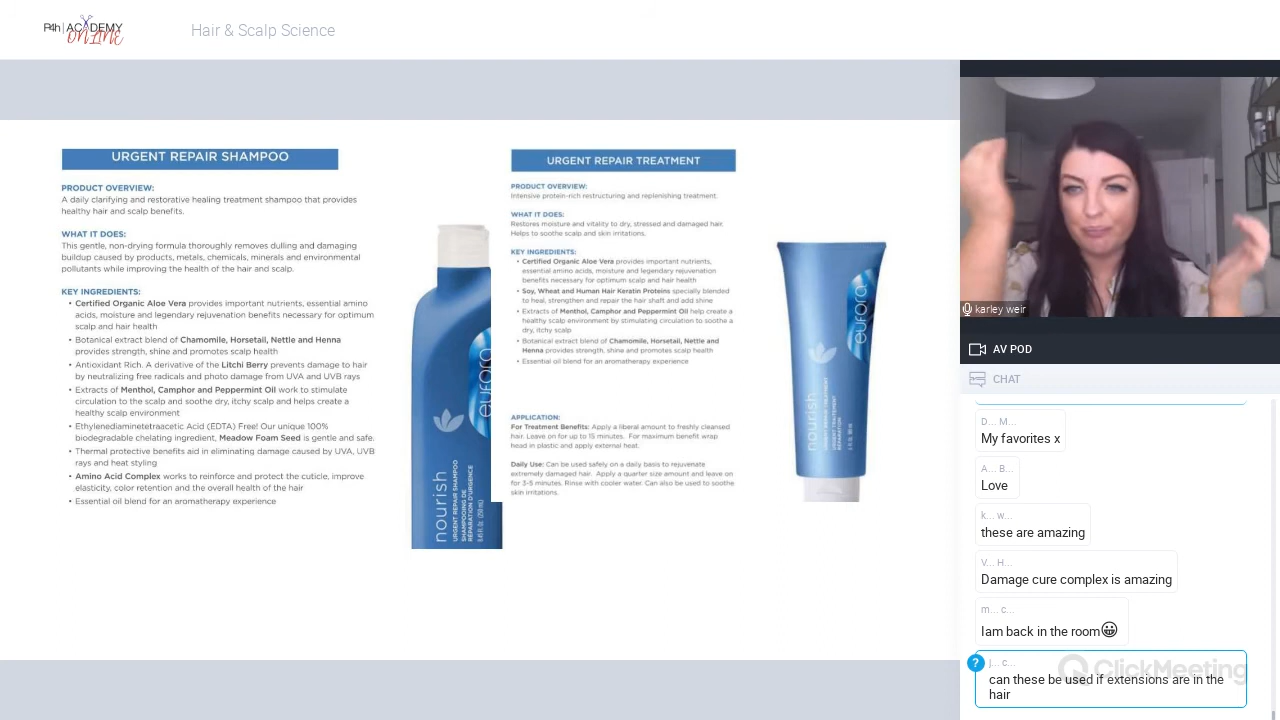 P4h | ACADEMY
ONLINE
Hair & Scalp Science
URGENT REPAIR SHAMPOO
PRODUCT OVERVIEW:
A daily clarifying and restorative healing treatment shampoo that provides
healthy hair and scalp benefits.
WHAT IT DOES:
This gentle, non-drying formula thoroughly removes dulling and damaging
buildup caused by products, metals, chemicals, minerals and environmental
pollutants while improving the health of the hair and scalp.
KEY INGREDIENTS:
• Certified Organic Aloe Vera provides important nutrients, essential amino
acids, moisture and legendary rejuvenation benefits necessary for optimum
scalp and hair health
• Botanical extract blend of Chamomile, Horsetail, Nettle and Henna
provides strength, shine and promotes scalp health
• Antioxidant Rich. A derivative of the Litchi Berry prevents damage to hair
by neutralizing free radicals and photo damage from UVA and UVB rays
• Extracts of Menthol, Camphor and Peppermint Oil work to stimulate
circulation to the scalp and soothe dry, itchy scalp and helps create a
healthy scalp environment
• Ethylenediaminetetraacetic Acid (EDTA) Free! Our unique 100%
biodegradable chelating ingredient, Meadow Foam Seed is gentle and safe.
• Thermal protective benefits aid in eliminating damage caused by UVA, UVB
rays and heat styling
• Amino Acid Complex works to reinforce and protect the cuticle, improve
elasticity, color retention and the overall health of the hair
• Essential oil blend for an aromatherapy experience
eufora
nourish
URGENT REPAIR SHAMPOO
SHAMPOOING DE
RÉPARATION D'URGENCE
URGENT REPAIR TREATMENT
PRODUCT OVERVIEW:
Intensive protein-rich restructuring and replenishing treatment.
WHAT IT DOES:
Restores moisture and vitality to dry, stressed and damaged hair.
Helps to soothe scalp and skin irritations.
KEY INGREDIENTS:
• Certified Organic Aloe Vera provides important nutrients,
essential amino acids, moisture and legendary rejuvenation
benefits necessary for optimum scalp and hair health
• Soy, Wheat and Human Hair Keratin Proteins specially blended
to heal, strengthen and repair the hair shaft and add shine
• Extracts of Menthol, Camphor and Peppermint Oil help create a
healthy scalp environment by stimulating circulation to soothe a
dry, itchy scalp
• Botanical extract blend of Chamomile, Horsetail, Nettle and
Henna provides strength, shine and promotes scalp health
• Essential oil blend for an aromatherapy experience
APPLICATION:
For Treatment Benefits: Apply a liberal amount to freshly cleansed
hair. Leave on for up to 15 minutes. For maximum benefit wrap
head in plastic and apply external heat.
Daily Use: Can be used safely on a daily basis to rejuvenate
extremely damaged hair. Apply a quarter size amount and leave on
for 3-5 minutes. Rinse with cooler water. Can also be used to soothe
skin irritations.
eufora
nourish
URGENT REPAIR TREATMENT
karley weir
AV POD
CHAT
D... M...
My favorites x
A... B...
Love
k... w...
these are amazing
V... H...
Damage cure complex is amazing
m... c...
Iam back in the room😀
?
j... c...
can these be used if extensions are in the
hair
ClickMeeting